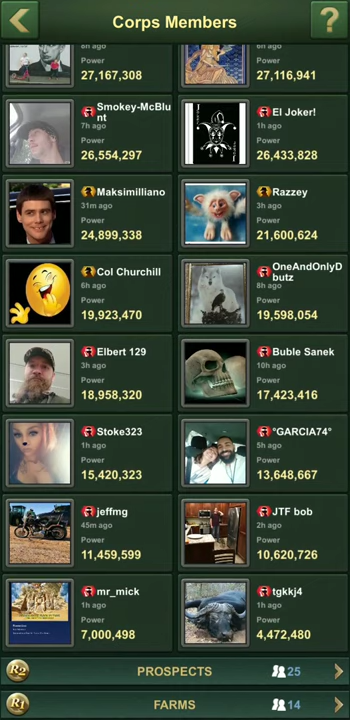 Corps Members
?
8h ago
6h ago
Power
Power
27,167,308
27,116,941
Smokey-McBlu
nt
El Joker!
7h ago
1h ago
Power
Power
26,554,297
26,433,828
Maksimilliano
Razzey
31m ago
3h ago
Power
Power
24,899,338
21,600,624
Col Churchill
OneAndOnlyD
butz
6h ago
8h ago
Power
Power
19,923,470
19,598,054
Elbert 129
Buble Sanek
3h ago
10h ago
Power
Power
18,958,320
17,423,416
Stoke323
°GARCIA74°
1h ago
5h ago
Power
Power
15,420,323
13,648,667
jeffmg
JTF bob
45m ago
2h ago
Power
Power
11,459,599
10,620,726
mr_mick
tgkkj4
1h ago
1h ago
Power
Power
7,000,498
4,472,480
R2 PROSPECTS 25
R1 FARMS 14